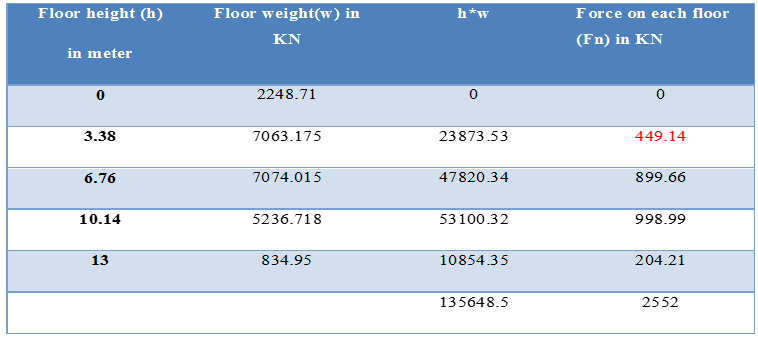 Floor height (h) in meter Floor weight(w) in KN h*w Force on each floor (Fn) in KN
0 2248.71 0 0
3.38 7063.175 23873.53 449.14
6.76 7074.015 47820.34 899.66
10.14 5236.718 53100.32 998.99
13 834.95 10854.35 204.21
135648.5 2552